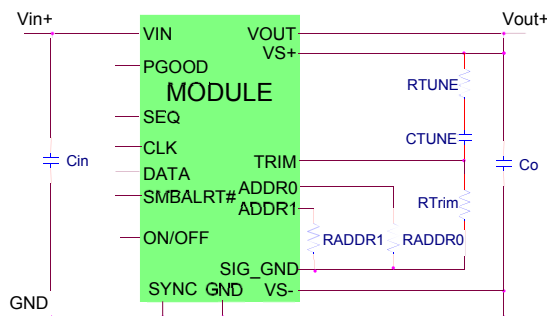 Vin+
Vout+
VIN
VOUT
VS+
PGOOD
RTUNE
MODULE
SEQ
CTUNE
CLK
Cin
TRIM
Co
DATA
ADDR0
SMBALRT#
RTrim
ADDR1
ON/OFF
RADDR1
RADDR0
SIG_GND
SYNC
GND
VS-
GND